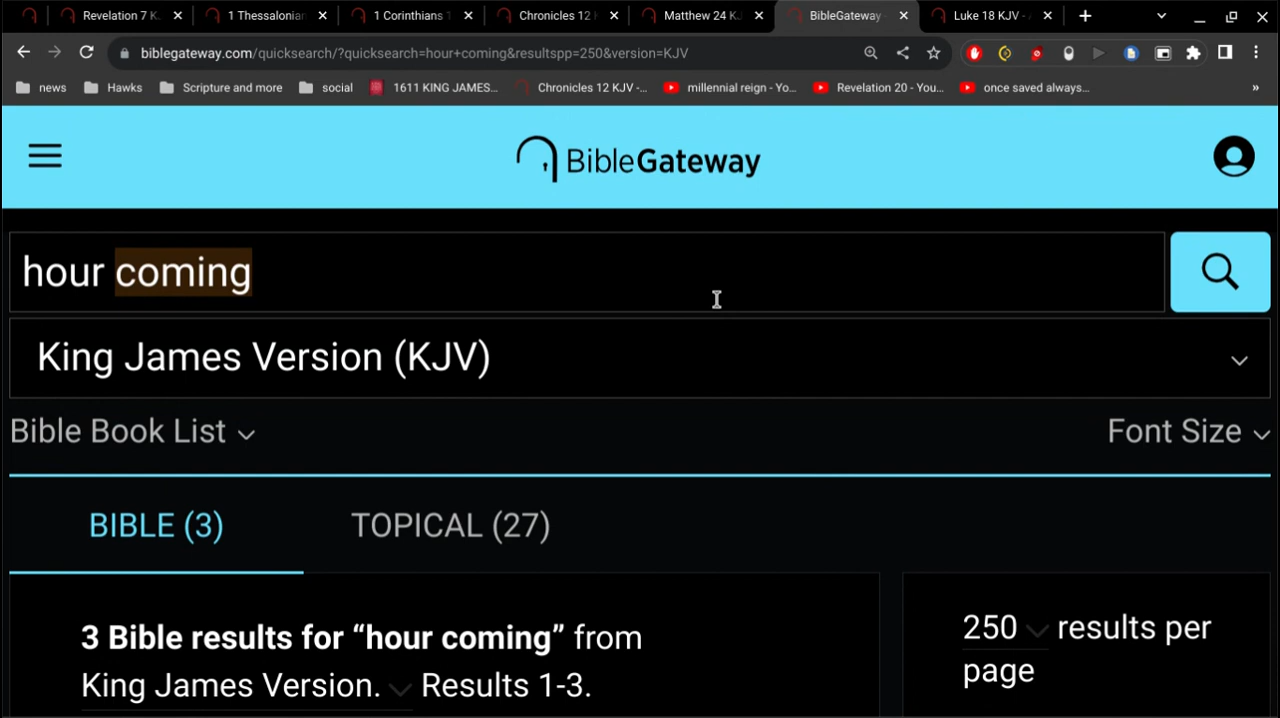 Revelation 7 K
1 Thessalonian
1 Corinthians 1
Chronicles 12 K
Matthew 24 KJ
BibleGateway -
Luke 18 KJV -
biblegateway.com/quicksearch/?quicksearch=hour+coming&resultspp=250&version=KJV
news
Hawks
Scripture and more
social
1611 KING JAMES...
Chronicles 12 KJV -...
millennial reign - Yo...
Revelation 20 - You...
once saved always...
»
BibleGateway
hour coming
King James Version (KJV)
Bible Book List
Font Size
BIBLE (3)
TOPICAL (27)
3 Bible results for “hour coming” from
King James Version. Results 1-3.
250 results per
page